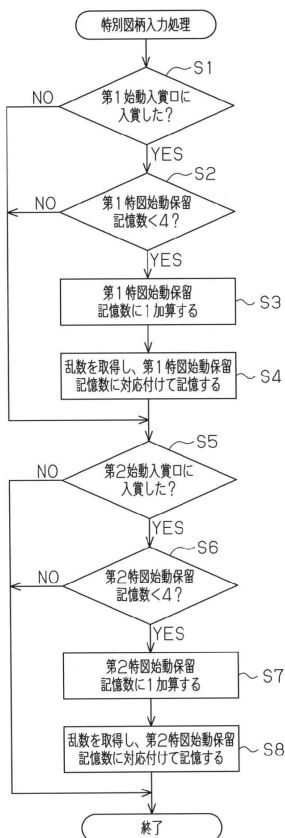 特別図柄入力処理
S1
第1始動入賞口に
入賞した?
NO
YES
S2
第1特図始動保留
記憶数<4?
NO
YES
第1特図始動保留
記憶数に1加算する
S3
乱数を取得し、第1特図始動保留
記憶数に対応付けて記憶する
S4
S5
第2始動入賞口に
入賞した?
NO
YES
S6
第2特図始動保留
記憶数<4?
NO
YES
第2特図始動保留
記憶数に1加算する
S7
乱数を取得し、第2特図始動保留
記憶数に対応付けて記憶する
S8
終了